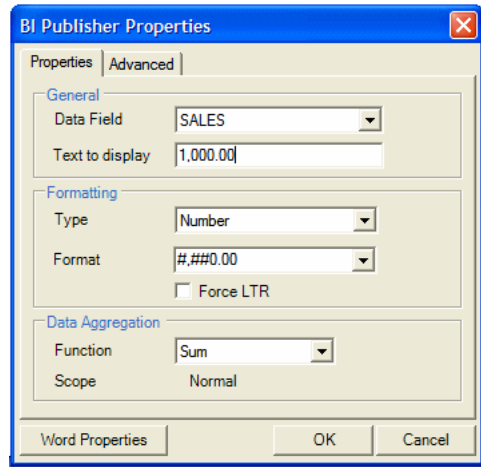 BI Publisher Properties
Properties Advanced
General
Data Field SALES
Text to display 1,000.00
Formatting
Type Number
Format #,##0.00
Force LTR
Data Aggregation
Function Sum
Scope Normal
Word Properties OK Cancel